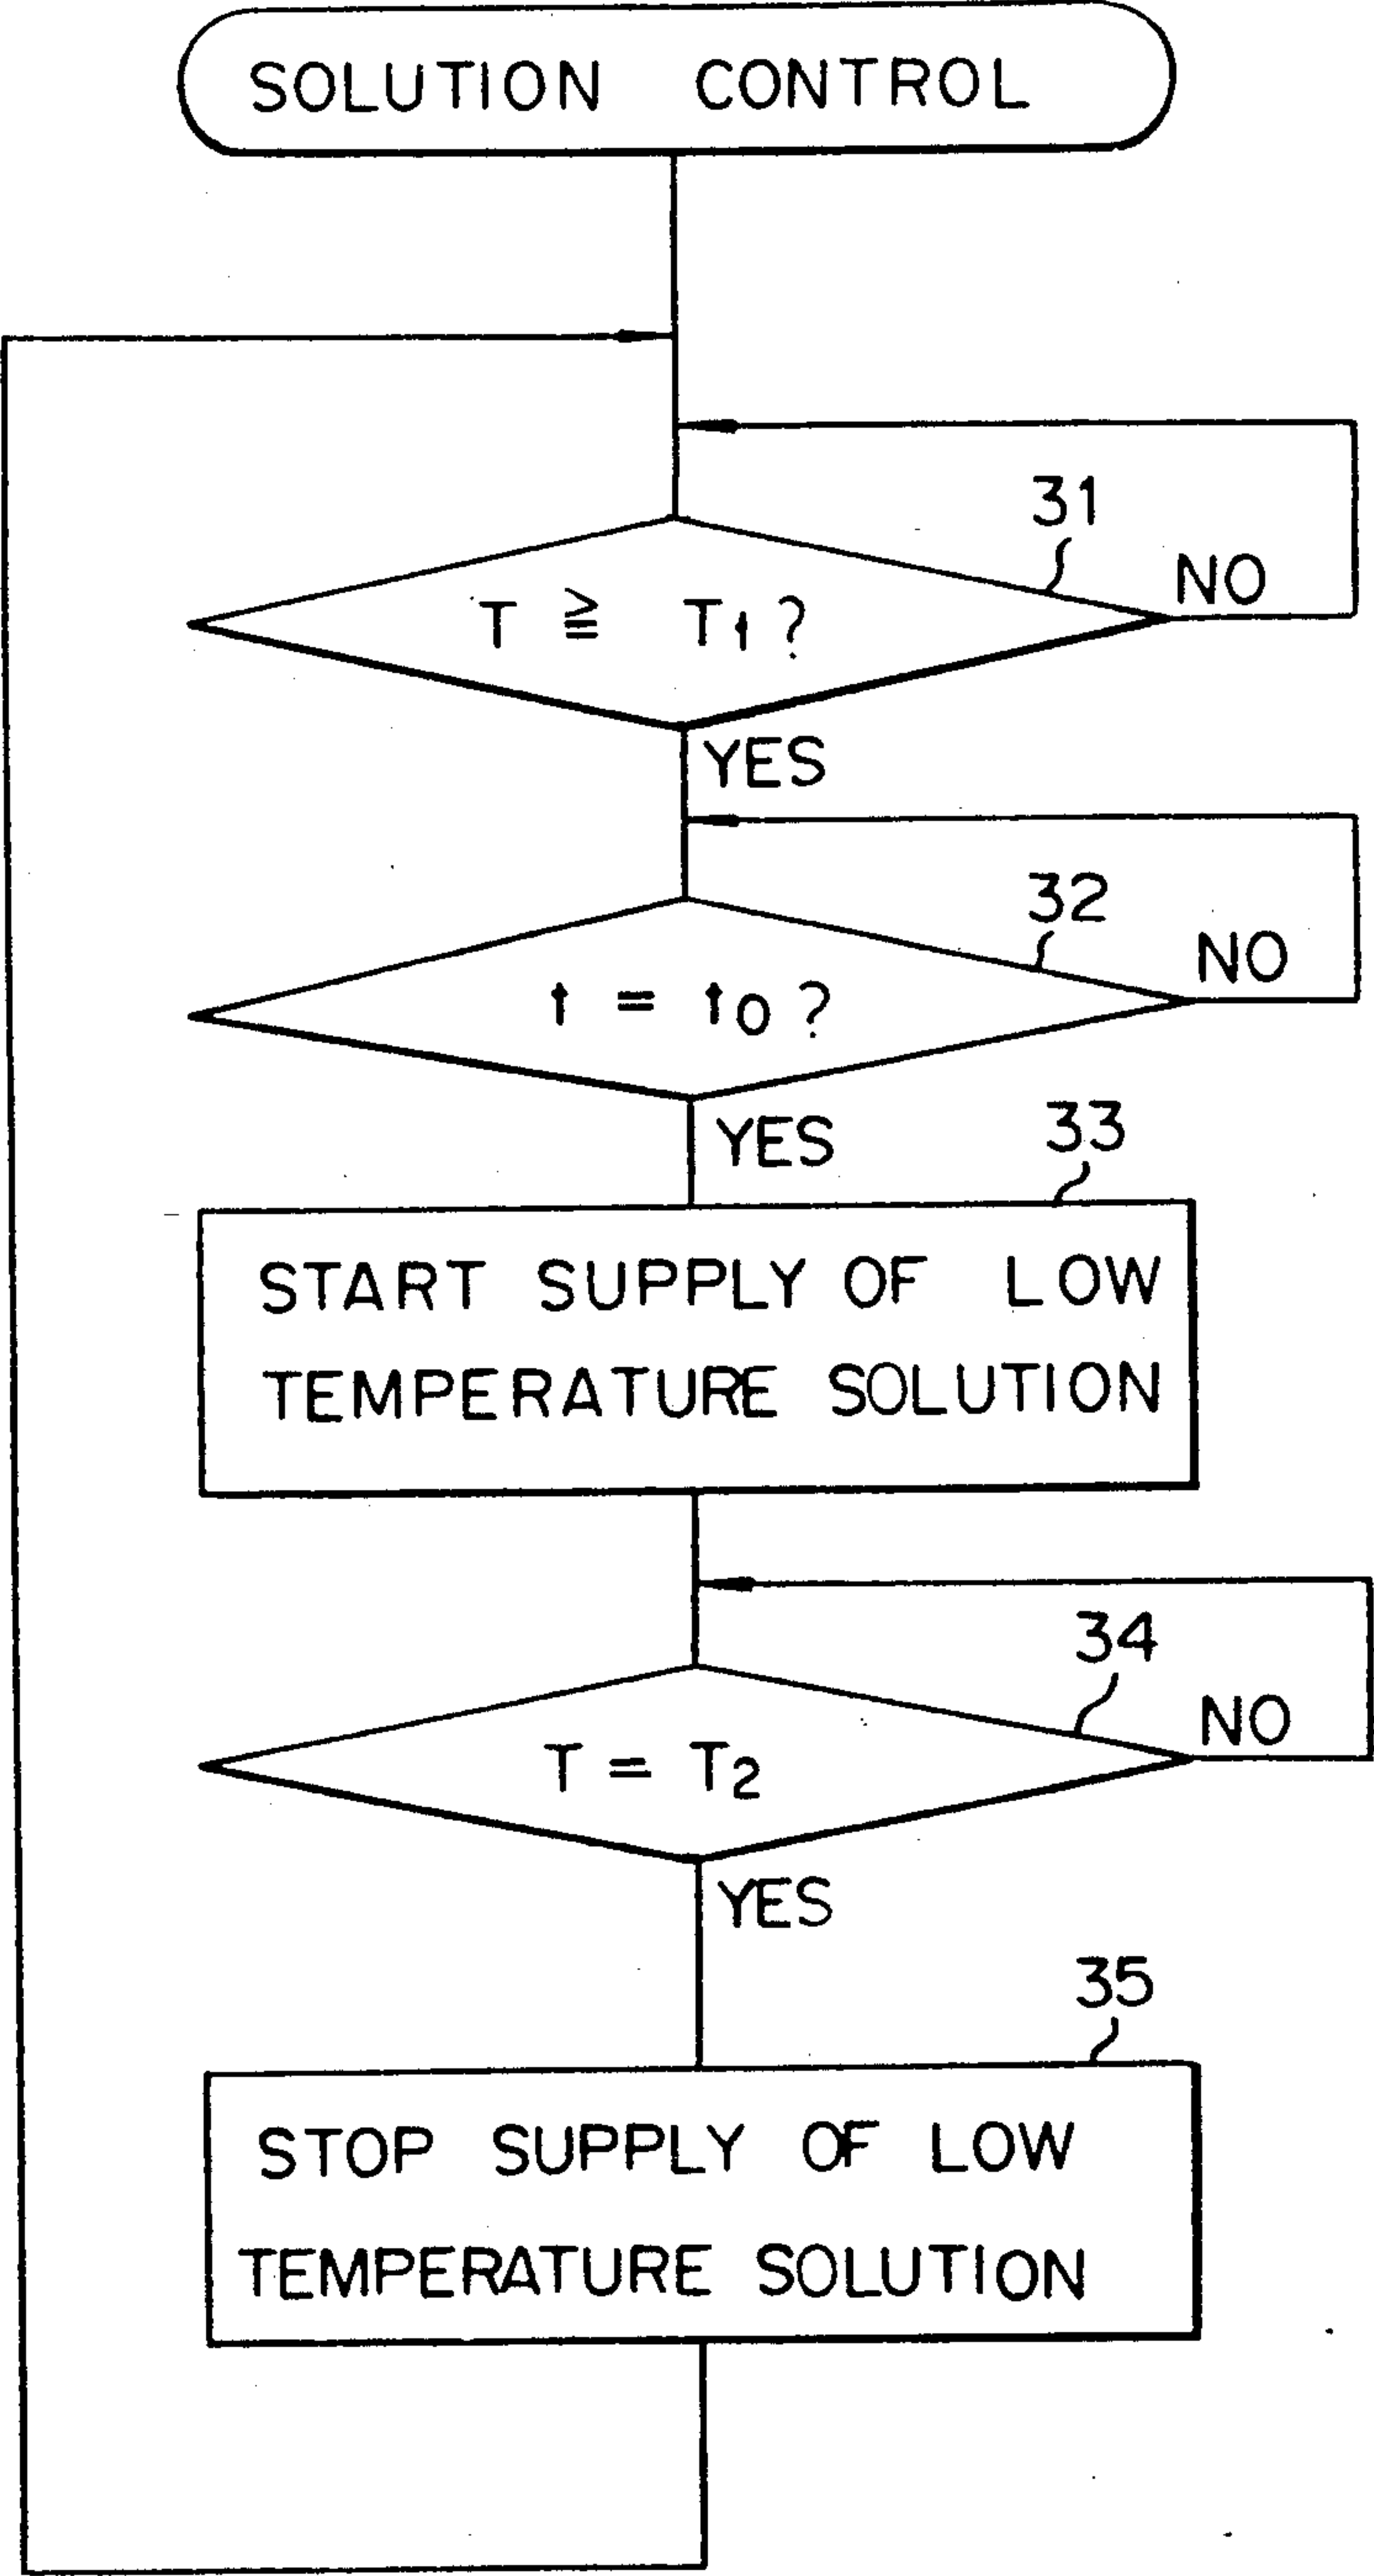 SOLUTION CONTROL
31
T ≧ T1 ?
NO
YES
32
t = t0 ?
NO
YES
33
START SUPPLY OF LOW
TEMPERATURE SOLUTION
34
T = T2
NO
YES
35
STOP SUPPLY OF LOW
TEMPERATURE SOLUTION